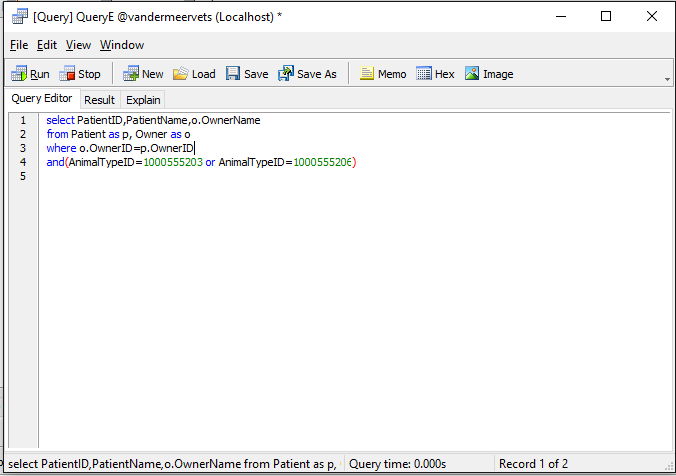 [Query] QueryE @vandermeervets (Localhost) *
File Edit View Window
Run Stop New Load Save Save As Memo Hex Image
Query Editor Result Explain
1 select PatientID,PatientName,o.OwnerName
2 from Patient as p, Owner as o
3 where o.OwnerID=p.OwnerID
4 and(AnimalTypeID=1000555203 or AnimalTypeID=1000555206)
5
select PatientID,PatientName,o.OwnerName from Patient as p, Query time: 0.000s Record 1 of 2